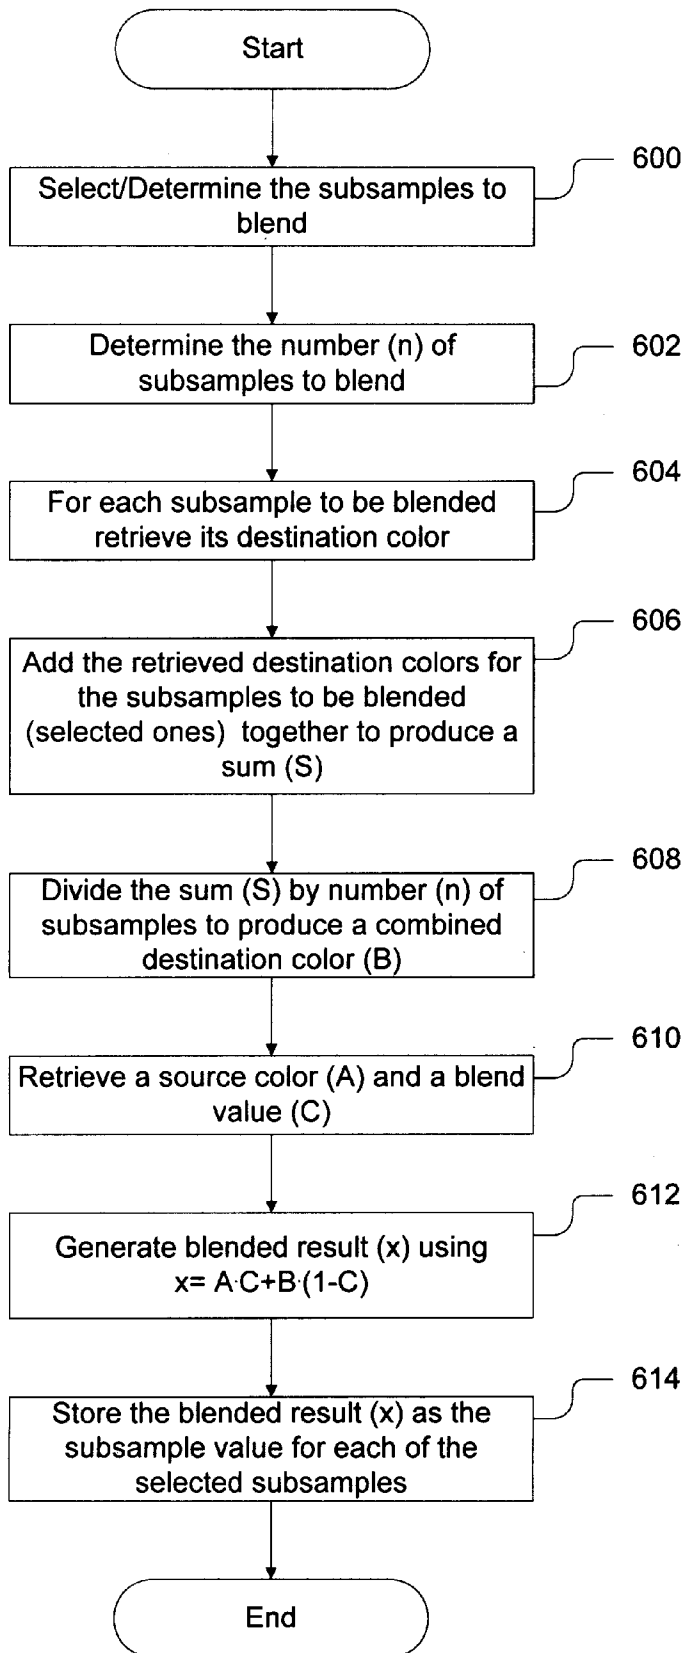 Start
600
Select/Determine the subsamples to
blend
602
Determine the number (n) of
subsamples to blend
604
For each subsample to be blended
retrieve its destination color
606
Add the retrieved destination colors for
the subsamples to be blended
(selected ones) together to produce a
sum (S)
608
Divide the sum (S) by number (n) of
subsamples to produce a combined
destination color (B)
610
Retrieve a source color (A) and a blend
value (C)
612
Generate blended result (x) using
x= A·C+B·(1-C)
614
Store the blended result (x) as the
subsample value for each of the
selected subsamples
End